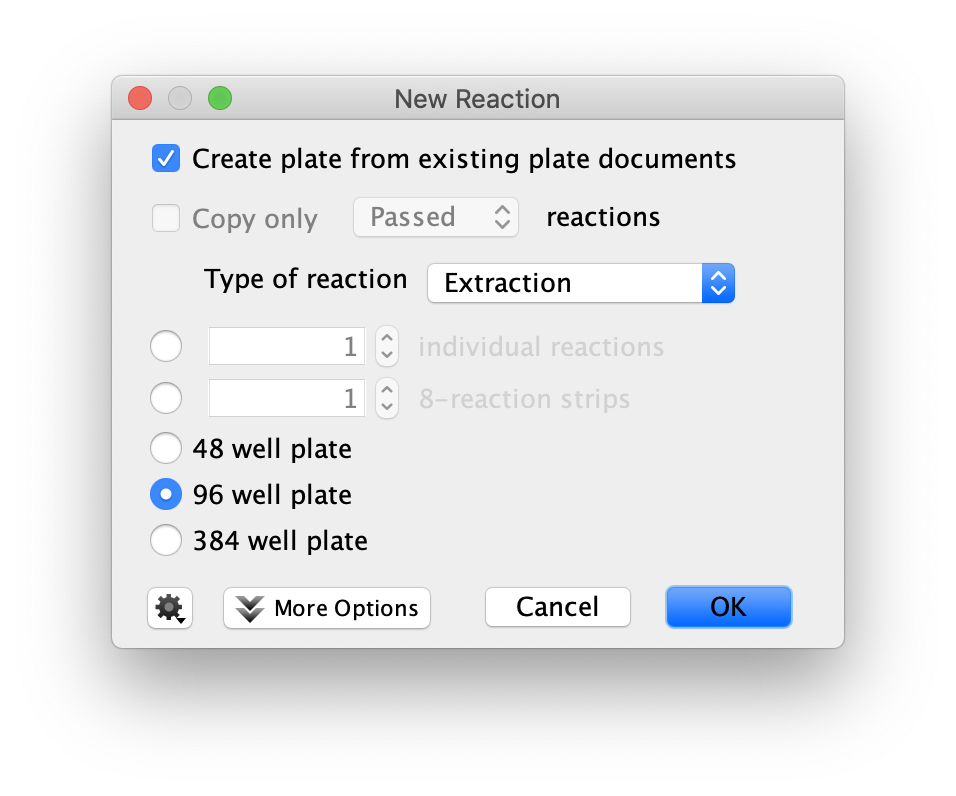 New Reaction
Create plate from existing plate documents
Copy only Passed reactions
Type of reaction Extraction
1 individual reactions
1 8-reaction strips
48 well plate
96 well plate
384 well plate
More Options Cancel OK